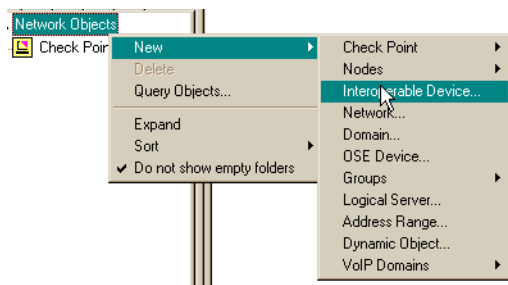 Network Objects
Check Poin
New
Delete
Query Objects...
Expand
Sort
Do not show empty folders
Check Point
Nodes
Interoperable Device...
Network...
Domain...
OSE Device...
Groups
Logical Server...
Address Range...
Dynamic Object...
VoIP Domains